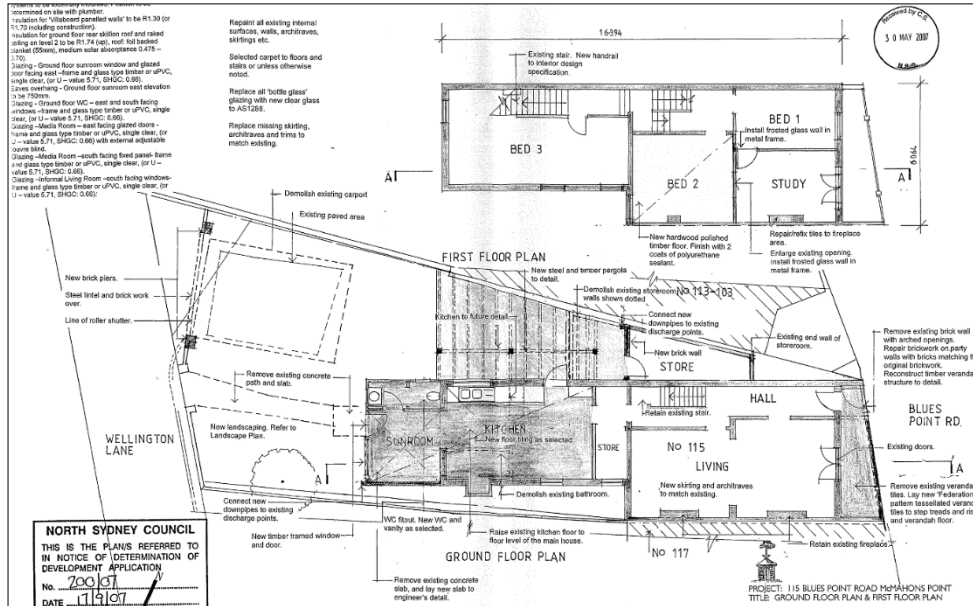 determined on site with plumber.
Insulation for 'Villaboard panelled walls' to be R1.30 (or
R1.70 including construction).
Insulation for ground floor rear skillion roof and raked
ceiling on level 2 to be R1.74 (up), roof: foil backed
blanket (55mm), medium solar absorptance 0.475 –
0.70).
Glazing - Ground floor sunroom window and glazed
door facing east –frame and glass type timber or uPVC,
single clear, (or U – value 5.71, SHGC: 0.66).
Eaves overhang - Ground floor sunroom east elevation
to be 750mm.
Glazing - Ground floor WC – east and south facing
windows –frame and glass type timber or uPVC, single
clear, (or U – value 5.71, SHGC: 0.66).
Glazing –Media Room – east facing glazed doors -
frame and glass type timber or uPVC, single clear, (or
U – value 5.71, SHGC: 0.66) with external adjustable
louvre blind.
Glazing –Media Room –south facing fixed panel- frame
and glass type timber or uPVC, single clear, (or U –
value 5.71, SHGC: 0.66).
Glazing –Informal Living Room –south facing windows-
frame and glass type timber or uPVC, single clear, (or
U – value 5.71, SHGC: 0.66).
Repaint all existing internal
surfaces, walls, architraves,
skirtings etc.
Selected carpet to floors and
stairs or unless otherwise
noted.
Replace all 'bottle glass'
glazing with new clear glass
to AS1288.
Replace missing skirting,
architraves and trims to
match existing.
16394
Existing stair. New handrail
to interior design
specification.
Received by C.S.
30 MAY 2007
BED 3
BED 1
Install frosted glass wall in
metal frame.
BED 2
STUDY
6064
A
A
New hardwood polished
timber floor. Finish with 2
coats of polyurethane
sealant.
Repair/refix tiles to fireplace
area.
Enlarge existing opening.
Install frosted glass wall in
metal frame.
FIRST FLOOR PLAN
Demolish existing carport
Existing paved area
New brick piers.
Steel lintel and brick work
over.
Line of roller shutter.
New steel and timber pergola
to detail.
Demolish existing storeroom
walls shown dotted
No 113-103
Kitchen to future detail
Connect new
downpipes to existing
discharge points.
Existing end wall of
storeroom.
New brick wall
STORE
Remove existing brick wall
with arched openings.
Repair brickwork on party
walls with bricks matching
original brickwork.
Reconstruct timber veranda
structure to detail.
Remove existing concrete
path and slab.
HALL
Retain existing stair.
BLUES
POINT RD.
WELLINGTON
LANE
New landscaping. Refer to
Landscape Plan.
SUNROOM
KITCHEN
New floor tiling as selected.
STORE
No 115
LIVING
New skirting and architraves
to match existing.
Existing doors.
A
A
Demolish existing bathroom.
Remove existing veranda
tiles. Lay new 'Federation
pattern tessellated veranda
tiles to step treads and
and verandah floor.
Connect new
downpipes to existing
discharge points.
WC fitout. New WC and
vanity as selected.
New timber framed window
and door.
Raise existing kitchen floor to
floor level of the main house.
No 117
Retain existing fireplace
GROUND FLOOR PLAN
Remove existing concrete
slab, and lay new slab to
engineer's detail.
NORTH SYDNEY COUNCIL
THIS IS THE PLAN/S REFERRED TO
IN NOTICE OF DETERMINATION OF
DEVELOPMENT APPLICATION
No. 200/07
DATE 17/9/07
PROJECT: 115 BLUES POINT ROAD McMAHONS POINT
TITLE: GROUND FLOOR PLAN & FIRST FLOOR PLAN